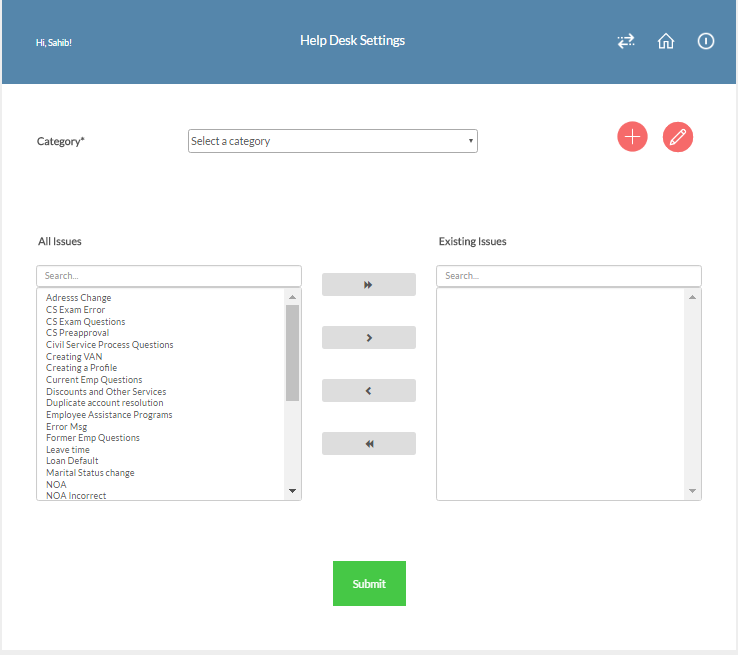 Hi, Sahib!
Help Desk Settings
Category*
Select a category
All Issues
Existing Issues
Search...
Search...
Adresss Change
CS Exam Error
CS Exam Questions
CS Preapproval
Civil Service Process Questions
Creating VAN
Creating a Profile
Current Emp Questions
Discounts and Other Services
Duplicate account resolution
Employee Assistance Programs
Error Msg
Former Emp Questions
Leave time
Loan Default
Marital Status change
NOA
NOA Incorrect
Submit